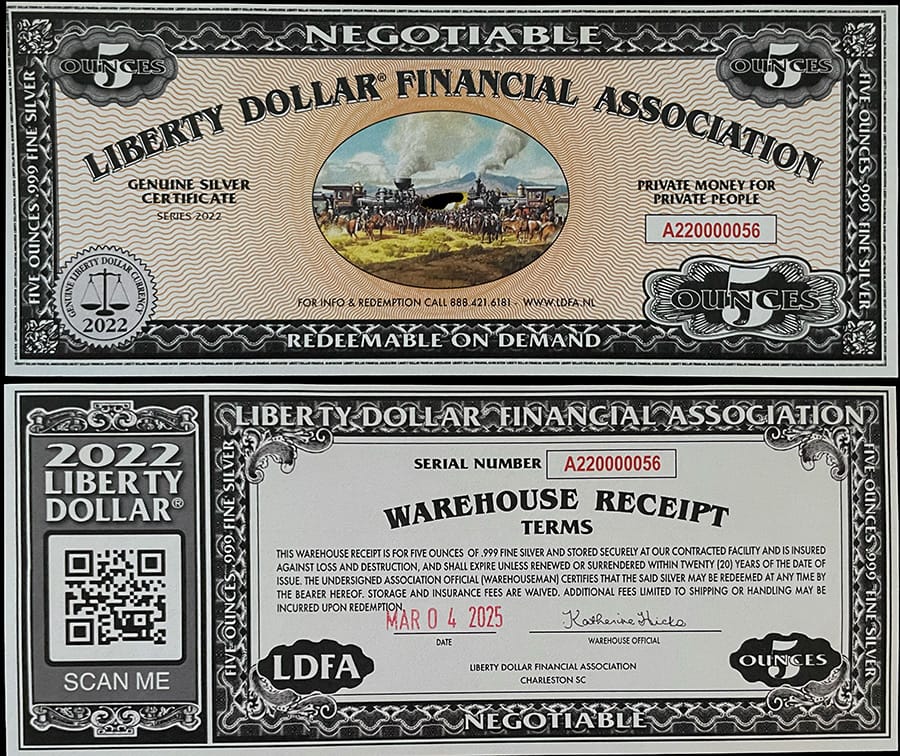 NEGOTIABLE
5 OUNCES
5 OUNCES
LIBERTY DOLLAR® FINANCIAL ASSOCIATION
FIVE OUNCES .999 FINE SILVER
FIVE OUNCES .999 FINE SILVER
GENUINE SILVER
CERTIFICATE
SERIES 2022
PRIVATE MONEY FOR
PRIVATE PEOPLE
A220000056
GENUINE LIBERTY DOLLAR CURRENCY
2022
5 OUNCES
FOR INFO & REDEMPTION CALL 888.421.6181 - WWW.LDFA.NL
REDEEMABLE ON DEMAND
2022
LIBERTY
DOLLAR®
SCAN ME
LIBERTY DOLLAR FINANCIAL ASSOCIATION
FIVE OUNCES .999 FINE SILVER
FIVE OUNCES .999 FINE SILVER
SERIAL NUMBER A220000056
WAREHOUSE RECEIPT
TERMS
THIS WAREHOUSE RECEIPT IS FOR FIVE OUNCES OF .999 FINE SILVER AND STORED SECURELY AT OUR CONTRACTED FACILITY AND IS INSURED
AGAINST LOSS AND DESTRUCTION, AND SHALL EXPIRE UNLESS RENEWED OR SURRENDERED WITHIN TWENTY (20) YEARS OF THE DATE OF
ISSUE. THE UNDERSIGNED ASSOCIATION OFFICIAL (WAREHOUSEMAN) CERTIFIES THAT THE SAID SILVER MAY BE REDEEMED AT ANY TIME BY
THE BEARER HEREOF. STORAGE AND INSURANCE FEES ARE WAIVED. ADDITIONAL FEES LIMITED TO SHIPPING OR HANDLING MAY BE
INCURRED UPON REDEMPTION.
MAR 0 4 2025
Katherine Hicks
DATE
WAREHOUSE OFFICIAL
LDFA
LIBERTY DOLLAR FINANCIAL ASSOCIATION
CHARLESTON SC
5 OUNCES
NEGOTIABLE